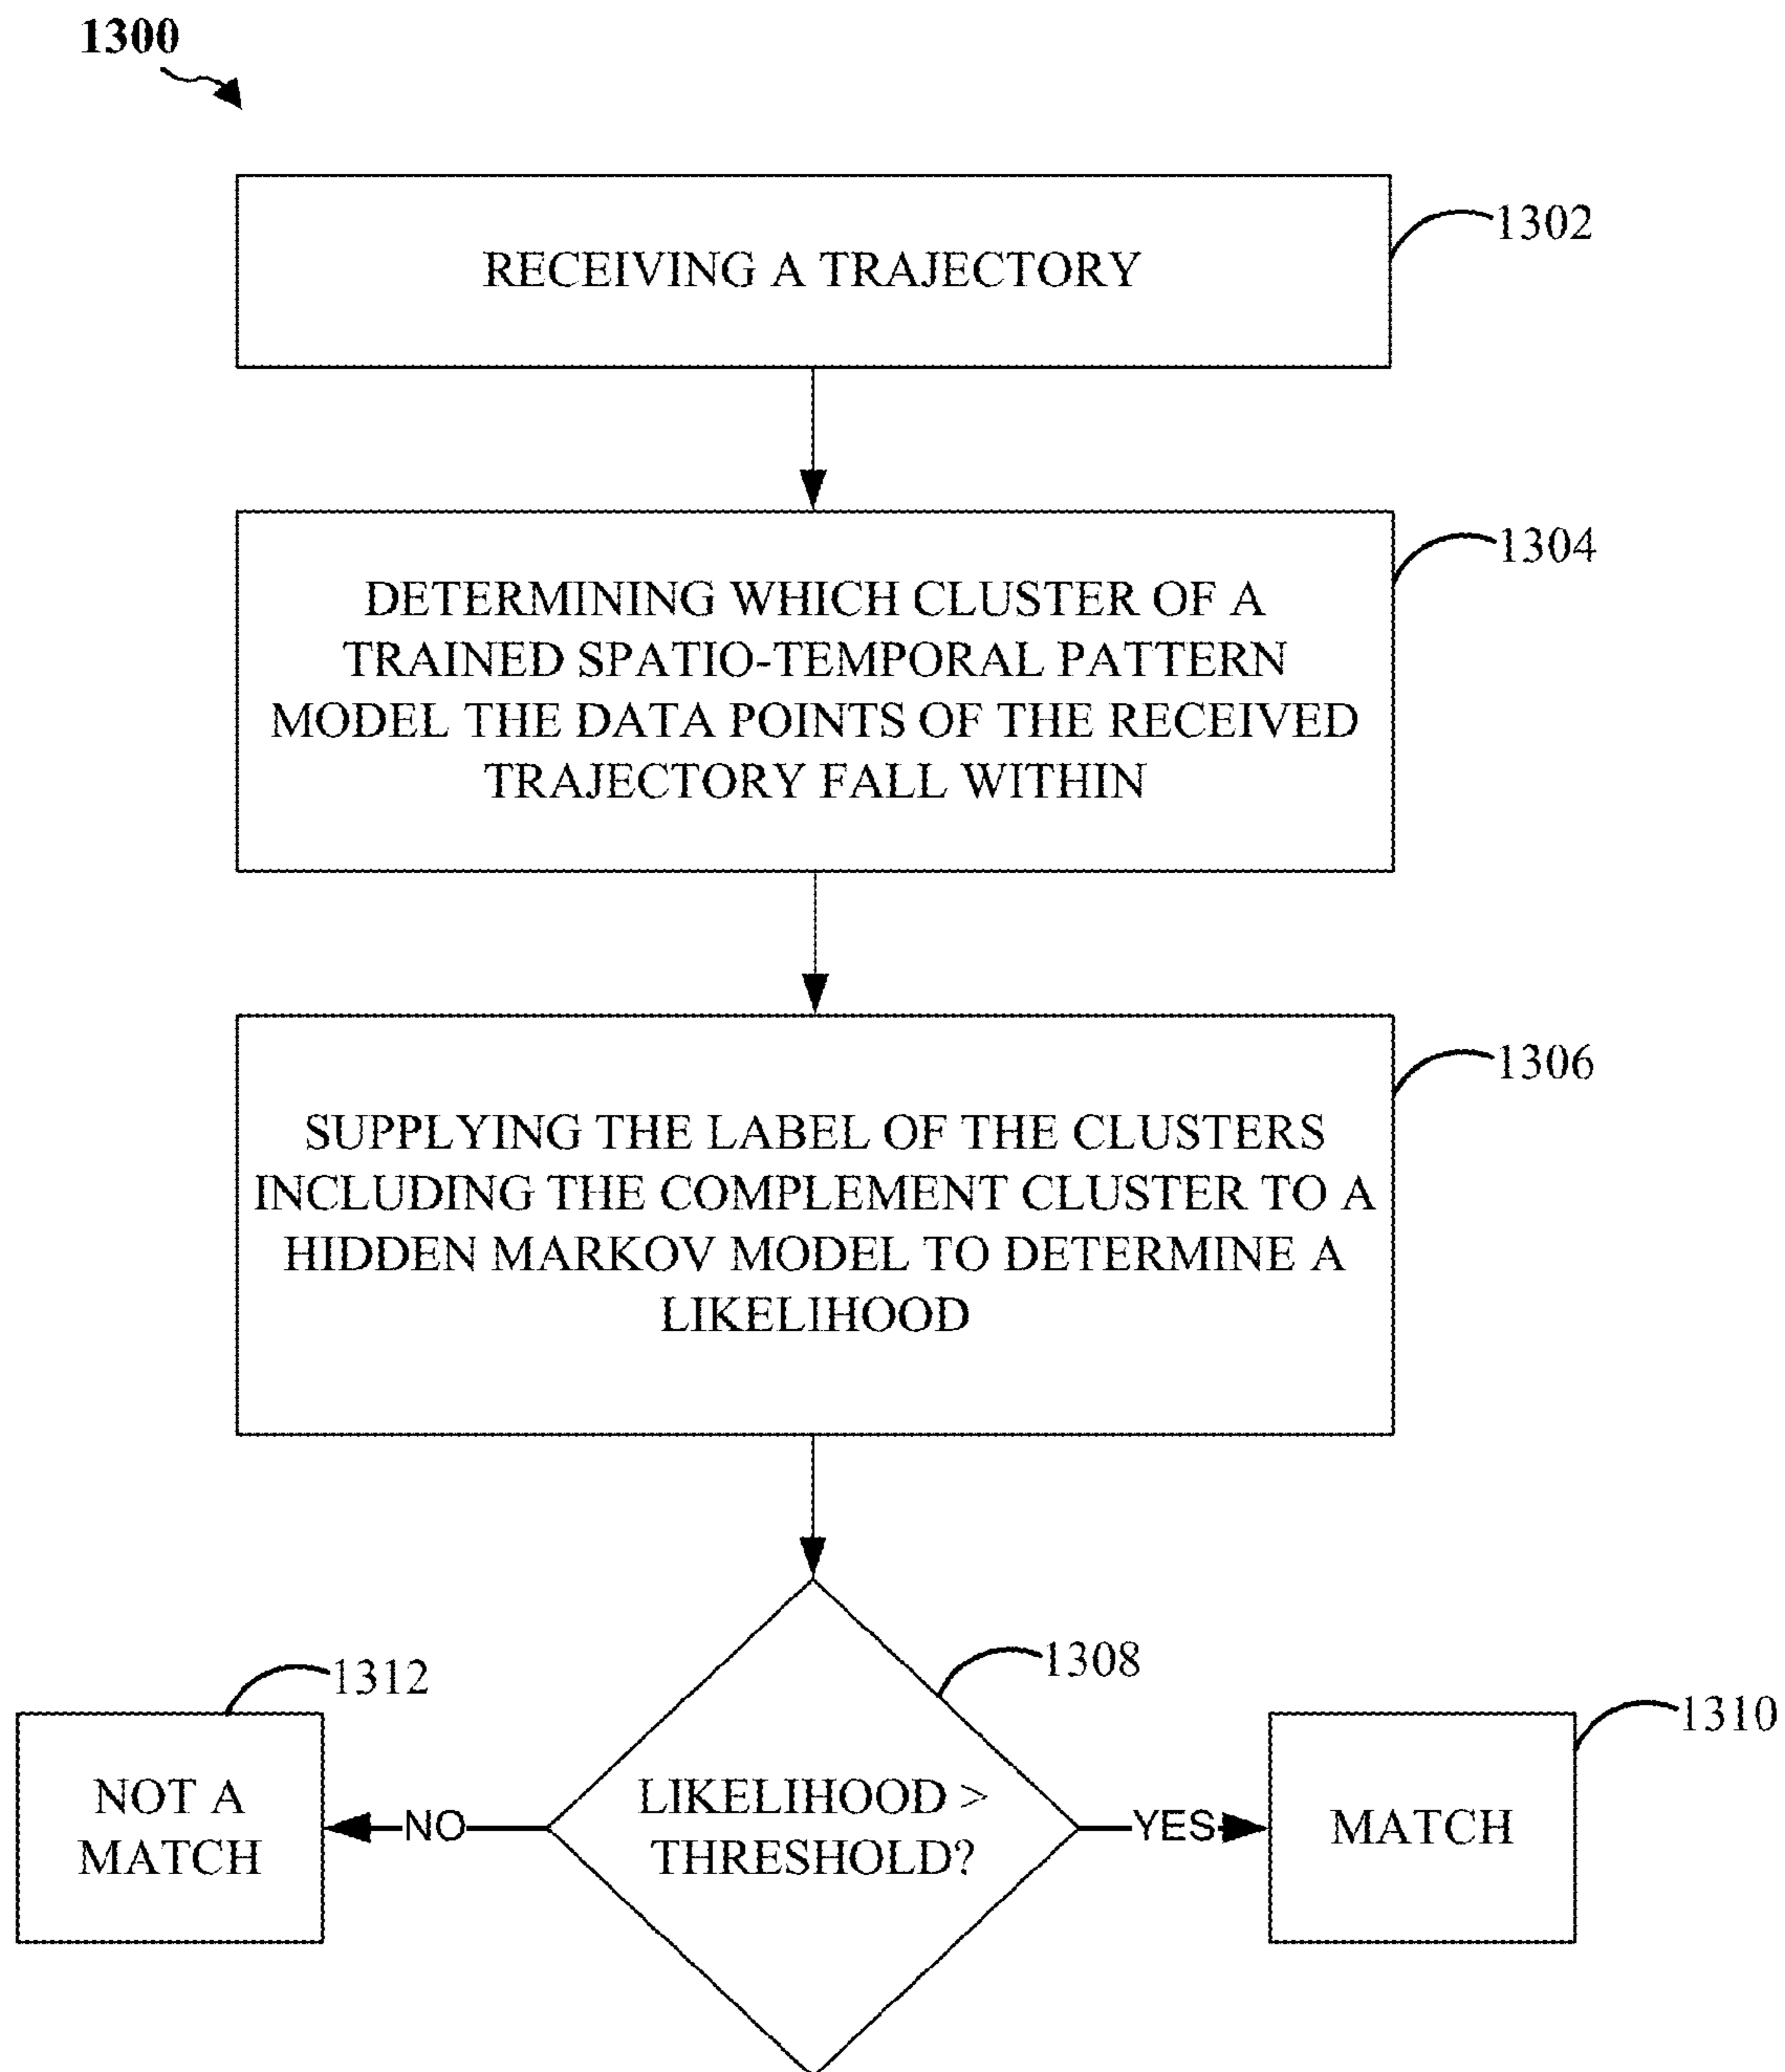 1300
RECEIVING A TRAJECTORY
1302
DETERMINING WHICH CLUSTER OF A
TRAINED SPATIO-TEMPORAL PATTERN
MODEL THE DATA POINTS OF THE RECEIVED
TRAJECTORY FALL WITHIN
1304
SUPPLYING THE LABEL OF THE CLUSTERS
INCLUDING THE COMPLEMENT CLUSTER TO A
HIDDEN MARKOV MODEL TO DETERMINE A
LIKELIHOOD
1306
LIKELIHOOD >
THRESHOLD?
1308
NO
NOT A
MATCH
1312
YES
MATCH
1310